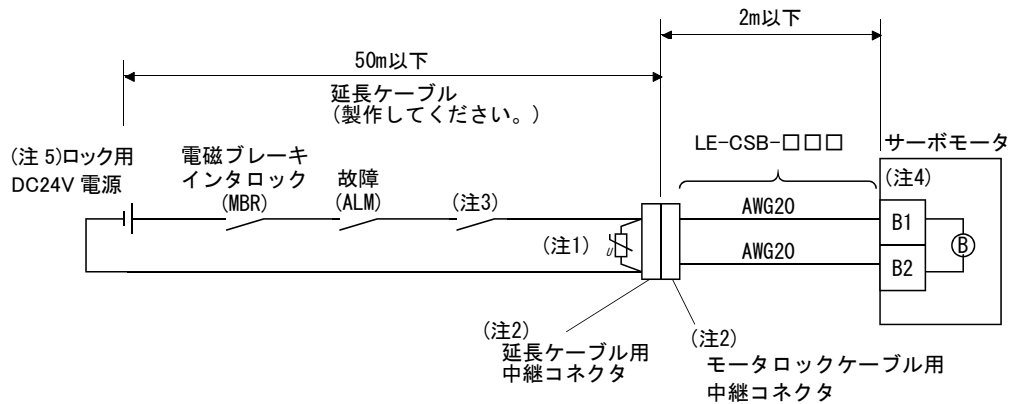 2m以下
50m以下
延長ケーブル
(製作してください。)
LE-CSB-□□□
サーボモータ
(注 5)ロック用
DC24V 電源
電磁ブレーキ
インタロック
(MBR)
故障
(ALM)
(注3)
(注1)
U
AWG20
AWG20
(注4)
B1
B2
B
(注2)
延長ケーブル用
中継コネクタ
(注2)
モータロックケーブル用
中継コネクタ